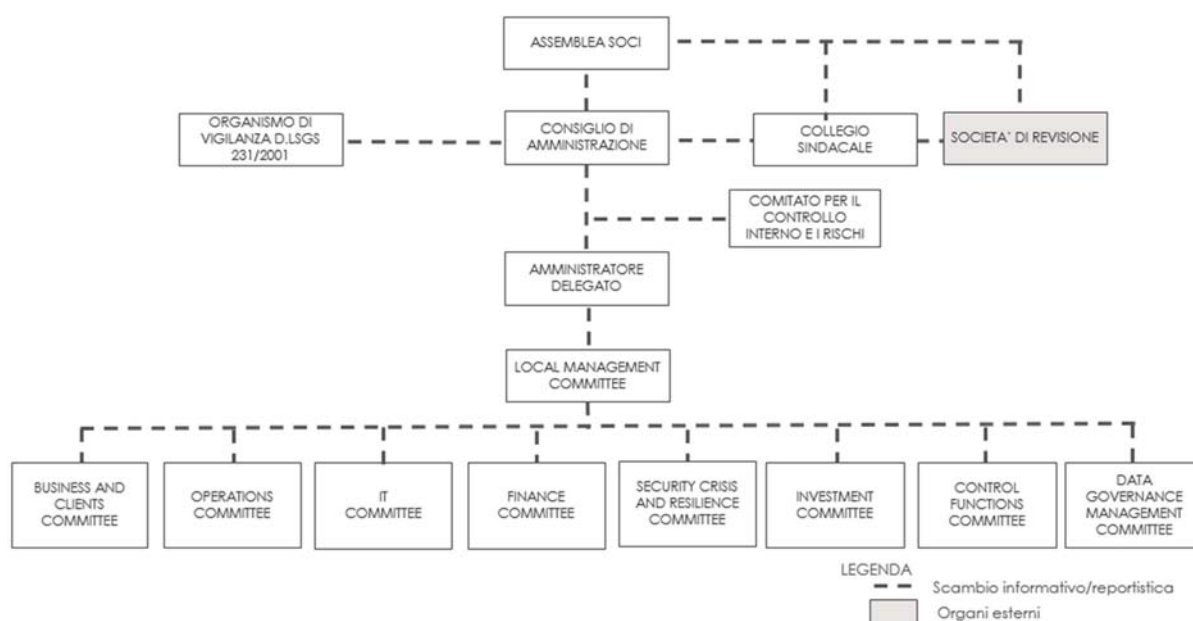 ASSEMBLEA SOCI
ORGANISMO DI
VIGILANZA D.LSGS
231/2001
CONSIGLIO DI
AMMINISTRAZIONE
COLLEGIO
SINDACALE
SOCIETA` DI REVISIONE
COMITATO PER IL
CONTROLLO
INTERNO E I RISCHI
AMMINISTRATORE
DELEGATO
LOCAL MANAGEMENT
COMMITTEE
BUSINESS AND
CLIENTS
COMMITTEE
OPERATIONS
COMMITTEE
IT
COMMITTEE
FINANCE
COMMITTEE
SECURITY CRISIS
AND RESILIENCE
COMMITTEE
INVESTMENT
COMMITTEE
CONTROL
FUNCTIONS
COMMITTEE
DATA
GOVERNANCE
MANAGEMENT
COMMITTEE
LEGENDA
Scambio informativo/reportistica
Organi esterni